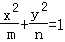 x²/m + y²/n = 1